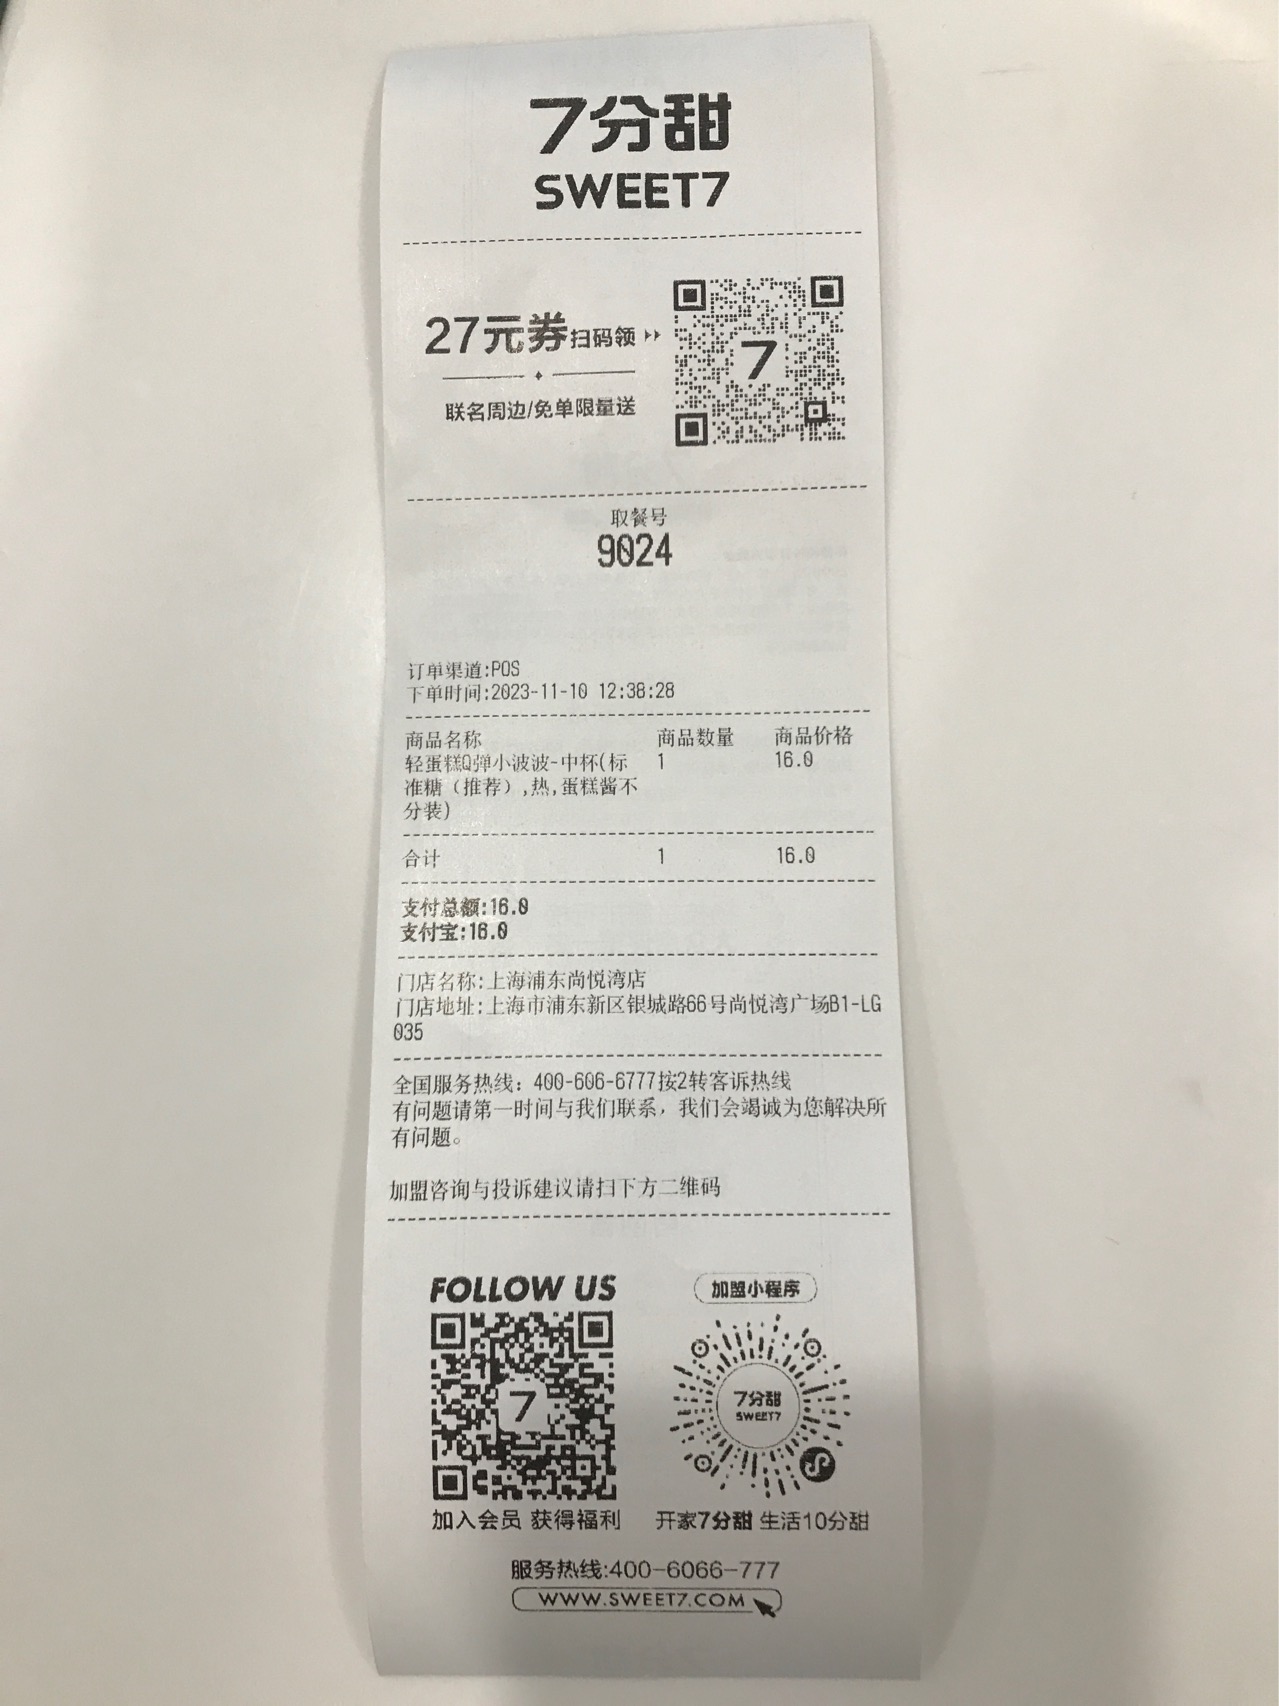 7分甜
SWEET7
27元券扫码领
联名周边/免单限量送
7
取餐号
9024
订单渠道:POS
下单时间:2023-11-10 12:38:28
商品名称 商品数量 商品价格
轻蛋糕Q弹小波波-中杯(标 1 16.0
准糖（推荐）,热,蛋糕酱不
分装)
合计 1 16.0
支付总额:16.0
支付宝:16.0
门店名称:上海浦东尚悦湾店
门店地址:上海市浦东新区银城路66号尚悦湾广场B1-LG
035
全国服务热线：400-606-6777按2转客诉热线
有问题请第一时间与我们联系，我们会竭诚为您解决所
有问题。
加盟咨询与投诉建议请扫下方二维码
FOLLOW US 加盟小程序
7 7分甜
SWEET7
加入会员 获得福利 开家7分甜 生活10分甜
服务热线:400-6066-777
WWW.SWEET7.COM